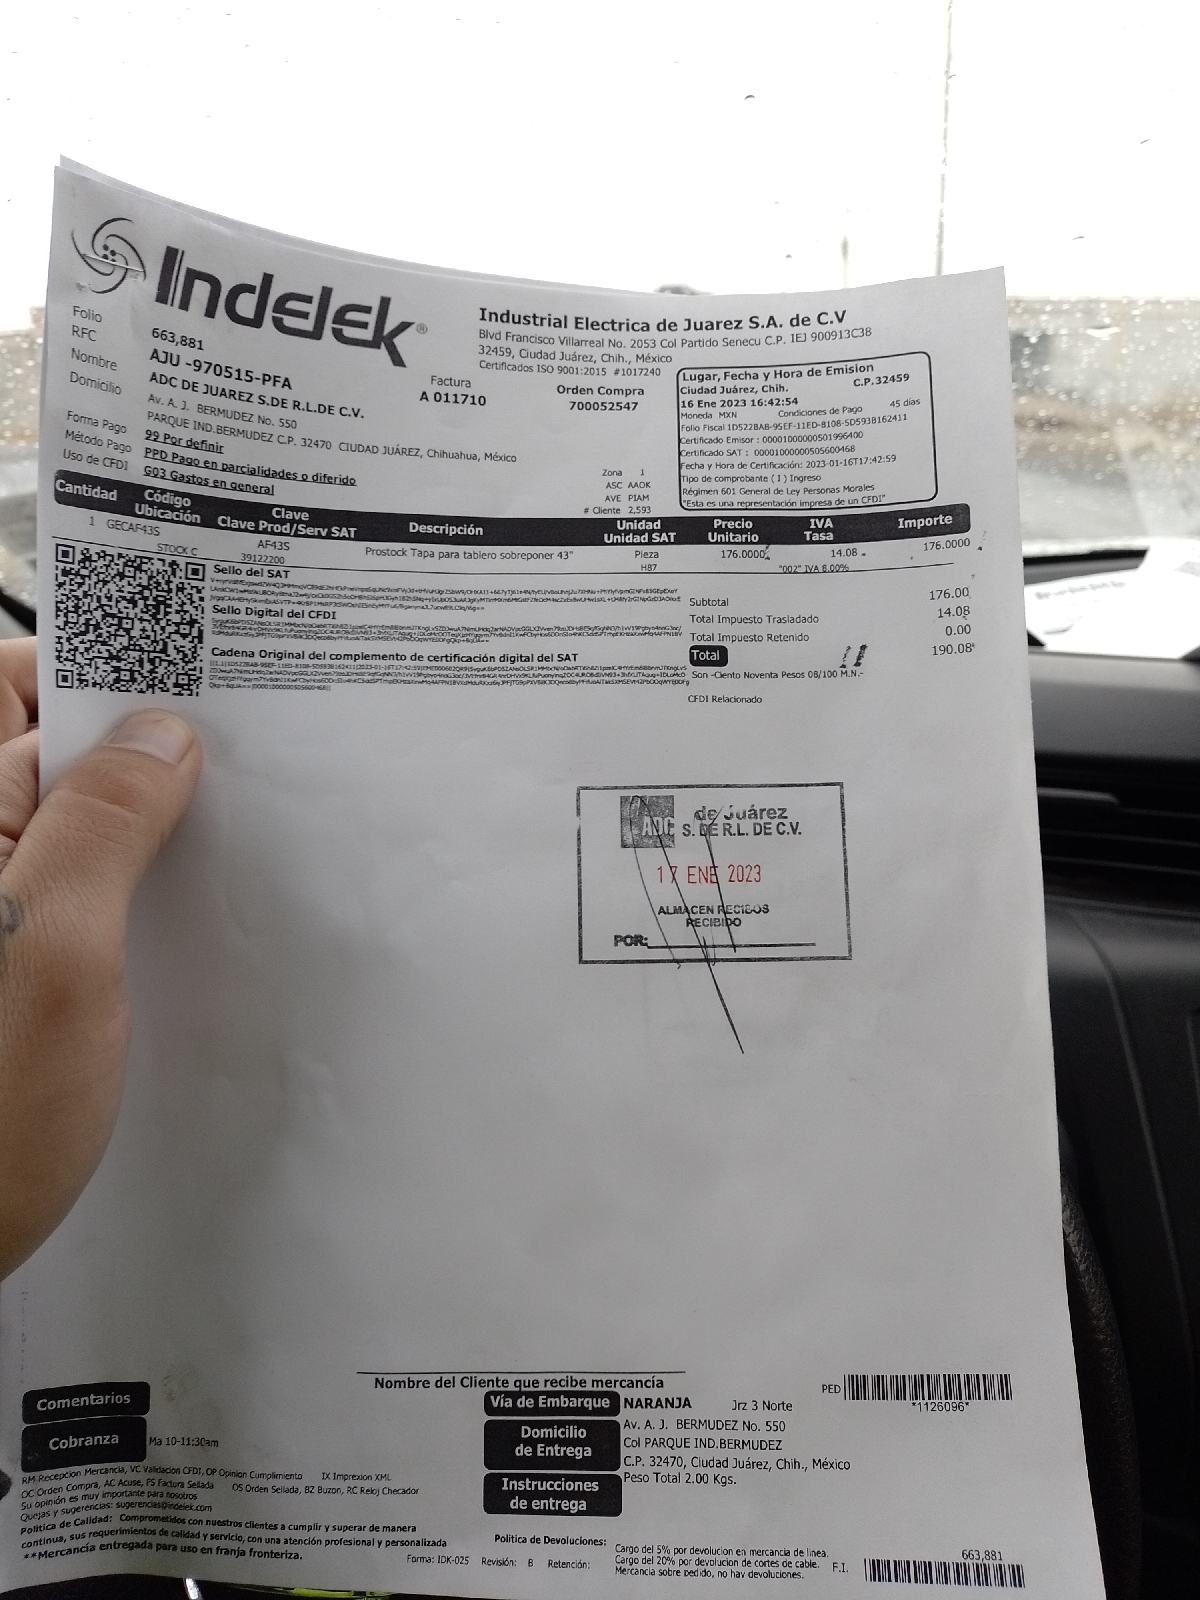 Indelek®
Industrial Electrica de Juarez S.A. de C.V
Blvd Francisco Villarreal No. 2053 Col Partido Senecu C.P. IEJ 900913C38
32459, Ciudad Juárez, Chih., México
Certificados ISO 9001:2015 #1017240
Folio 663,881
RFC AJU -970515-PFA
Nombre ADC DE JUAREZ S.DE R.L.DE C.V.
Domicilio Av. A. J. BERMUDEZ No. 550
PARQUE IND.BERMUDEZ C.P. 32470 CIUDAD JUÁREZ, Chihuahua, México
Forma Pago 99 Por definir
Método Pago PPD Pago en parcialidades o diferido
Uso de CFDI G03 Gastos en general
Factura
A 011710
Orden Compra
700052547
Zona 1
ASC AAOK
AVE PIAM
# Cliente 2,593
Lugar, Fecha y Hora de Emision
Ciudad Juárez, Chih. C.P.32459
16 Ene 2023 16:42:54
Moneda MXN Condiciones de Pago 45 días
Folio Fiscal 1D522BAB-95EF-11ED-8108-5D593B162411
Certificado Emisor : 00001000000501996400
Certificado SAT : 00001000000505600468
Fecha y Hora de Certificación: 2023-01-16T17:42:59
Tipo de comprobante ( I ) Ingreso
Régimen 601 General de Ley Personas Morales
"Esta es una representación impresa de un CFDI"
Cantidad Código Ubicación Clave Clave Prod/Serv SAT Descripción Unidad Unidad SAT Precio Unitario IVA Tasa Importe
1 GECAF43S AF43S Prostock Tapa para tablero sobreponer 43" Pieza 176.0000 14.08 176.0000
STOCK C 39122200 H87 "002" IVA 8.00%
Sello del SAT
Sello Digital del CFDI
Cadena Original del complemento de certificación digital del SAT
Subtotal 176.00
Total Impuesto Trasladado 14.08
Total Impuesto Retenido 0.00
Total 190.08
Son -Ciento Noventa Pesos 08/100 M.N.-
CFDI Relacionado
ADC de Juárez
S. DE R.L. DE C.V.
17 ENE 2023
ALMACEN RECIBOS
RECIBIDO
POR:
Nombre del Cliente que recibe mercancía
PED *1126096*
Comentarios
Cobranza Ma 10-11:30am
Vía de Embarque NARANJA Jrz 3 Norte
Domicilio de Entrega
Av. A. J. BERMUDEZ No. 550
Col PARQUE IND.BERMUDEZ
C.P. 32470, Ciudad Juárez, Chih., México
Instrucciones de entrega
Peso Total 2.00 Kgs.
RM Recepcion Mercancia, VC Validacion CFDI, OP Opinion Cumplimiento IX Impresion XML
OC Orden Compra, AC Acuse, FS Factura Sellada OS Orden Sellada, BZ Buzon, RC Reloj Checador
Su opinión es muy importante para nosotros
Quejas y sugerencias: sugerencias@indelek.com
Politica de Calidad: Comprometidos con nuestros clientes a cumplir y superar de manera
continua, sus requerimientos de calidad y servicio, con una atención profesional y personalizada
**Mercancía entregada para uso en franja fronteriza.
Forma: IDK-025 Revisión: B Retención:
Politica de Devoluciones:
Cargo del 5% por devolucion en mercancia de linea.
Cargo del 20% por devolucion de cortes de cable.
Mercancia sobre pedido, no hay devoluciones.
F.I. 663,881